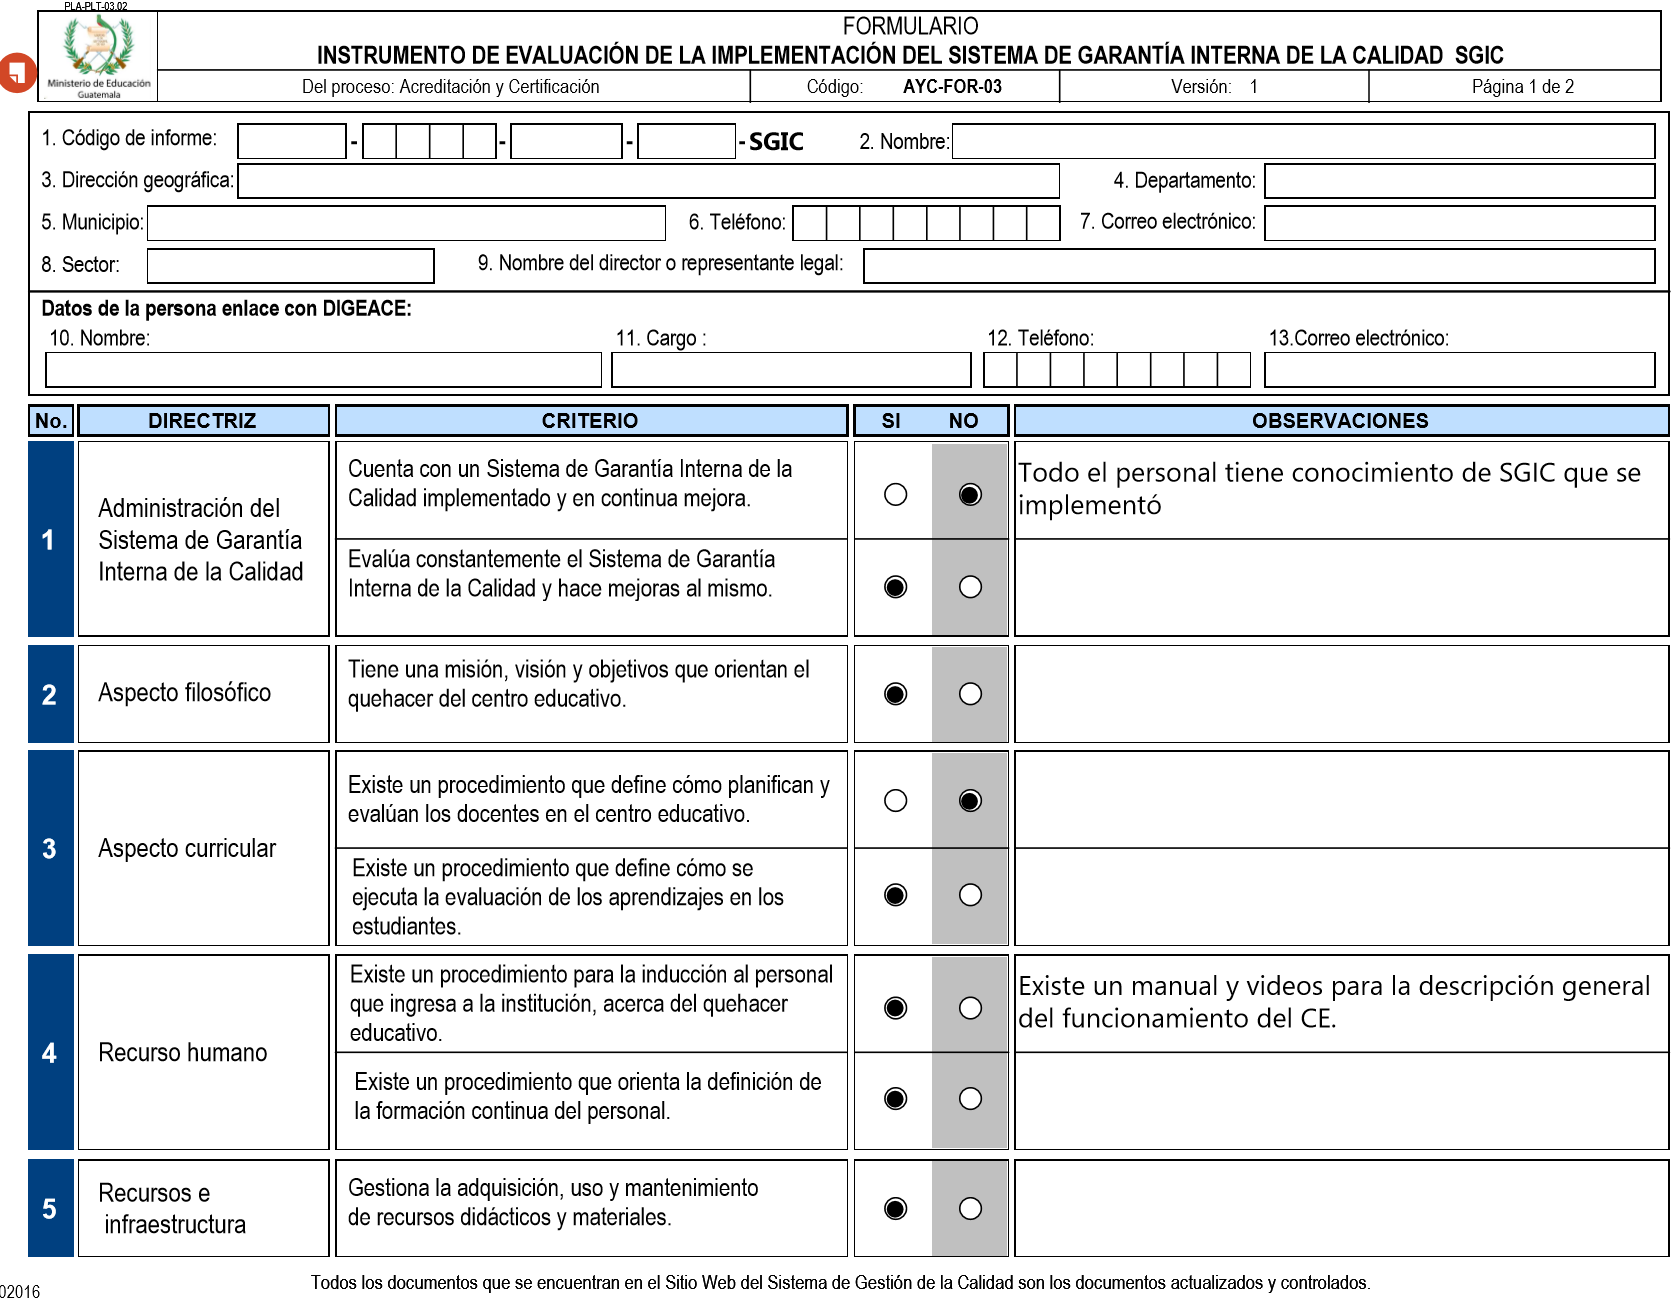 PLA-PLT-03.02
Ministerio de Educación
Guatemala
FORMULARIO
INSTRUMENTO DE EVALUACIÓN DE LA IMPLEMENTACIÓN DEL SISTEMA DE GARANTÍA INTERNA DE LA CALIDAD SGIC
Del proceso: Acreditación y Certificación
Código: AYC-FOR-03
Versión: 1
Página 1 de 2
1. Código de informe: - - - - SGIC
2. Nombre:
3. Dirección geográfica:
4. Departamento:
5. Municipio:
6. Teléfono:
7. Correo electrónico:
8. Sector:
9. Nombre del director o representante legal:
Datos de la persona enlace con DIGEACE:
10. Nombre:
11. Cargo :
12. Teléfono:
13.Correo electrónico:
No.
DIRECTRIZ
CRITERIO
SI
NO
OBSERVACIONES
1
Administración del
Sistema de Garantía
Interna de la Calidad
Cuenta con un Sistema de Garantía Interna de la
Calidad implementado y en continua mejora.
Todo el personal tiene conocimiento de SGIC que se
implementó
Evalúa constantemente el Sistema de Garantía
Interna de la Calidad y hace mejoras al mismo.
2
Aspecto filosófico
Tiene una misión, visión y objetivos que orientan el
quehacer del centro educativo.
3
Aspecto curricular
Existe un procedimiento que define cómo planifican y
evalúan los docentes en el centro educativo.
Existe un procedimiento que define cómo se
ejecuta la evaluación de los aprendizajes en los
estudiantes.
4
Recurso humano
Existe un procedimiento para la inducción al personal
que ingresa a la institución, acerca del quehacer
educativo.
Existe un manual y videos para la descripción general
del funcionamiento del CE.
Existe un procedimiento que orienta la definición de
la formación continua del personal.
5
Recursos e
infraestructura
Gestiona la adquisición, uso y mantenimiento
de recursos didácticos y materiales.
02016
Todos los documentos que se encuentran en el Sitio Web del Sistema de Gestión de la Calidad son los documentos actualizados y controlados.